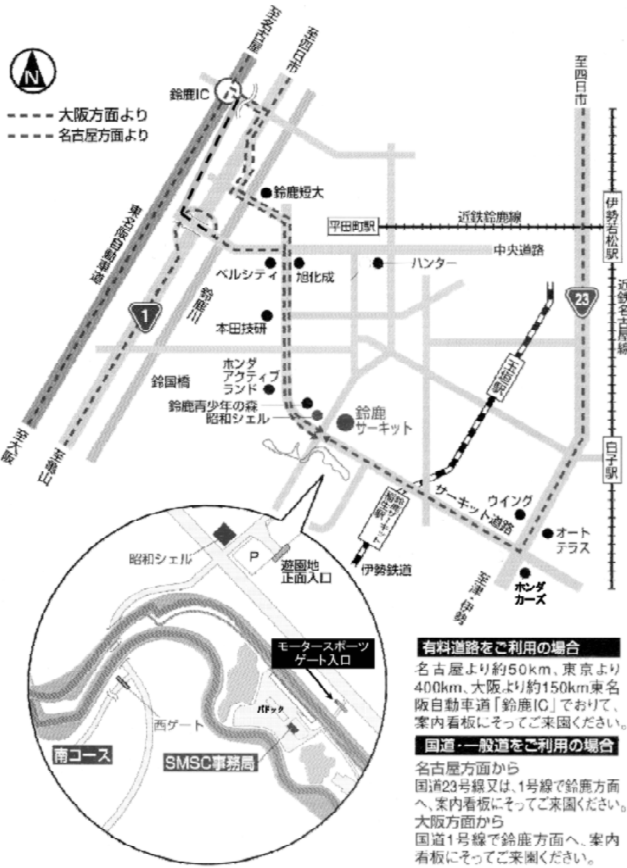 至名古屋
至四日市
至四日市
N
鈴鹿IC
大阪方面より
名古屋方面より
鈴鹿短大
平田町駅
近鉄鈴鹿線
伊勢若松駅
東名阪自動車道
中央道路
ベルシティ
旭化成
ハンター
近鉄名古屋線
1
鈴鹿川
23
本田技研
玉垣駅
鈴国橋
ホンダ
アクティブ
ランド
鈴鹿青少年の森
昭和シェル
鈴鹿
サーキット
至大阪
至亀山
白子駅
鈴鹿サーキット
稲生駅
サーキット道路
ウイング
オート
テラス
伊勢鉄道
至津・伊勢
ホンダ
カーズ
昭和シェル
P
遊園地
正面入口
モータースポーツ
ゲート入口
西ゲート
パドック
南コース
SMSC事務局
有料道路をご利用の場合
名古屋より約50km、東京より
400km、大阪より約150km東名
阪自動車道「鈴鹿IC」でおりて、
案内看板にそってご来園ください。
国道・一般道をご利用の場合
名古屋方面から
国道23号線又は、1号線で鈴鹿方面
へ、案内看板にそってご来園ください。
大阪方面から
国道1号線で鈴鹿方面へ、案内
看板にそってご来園ください。